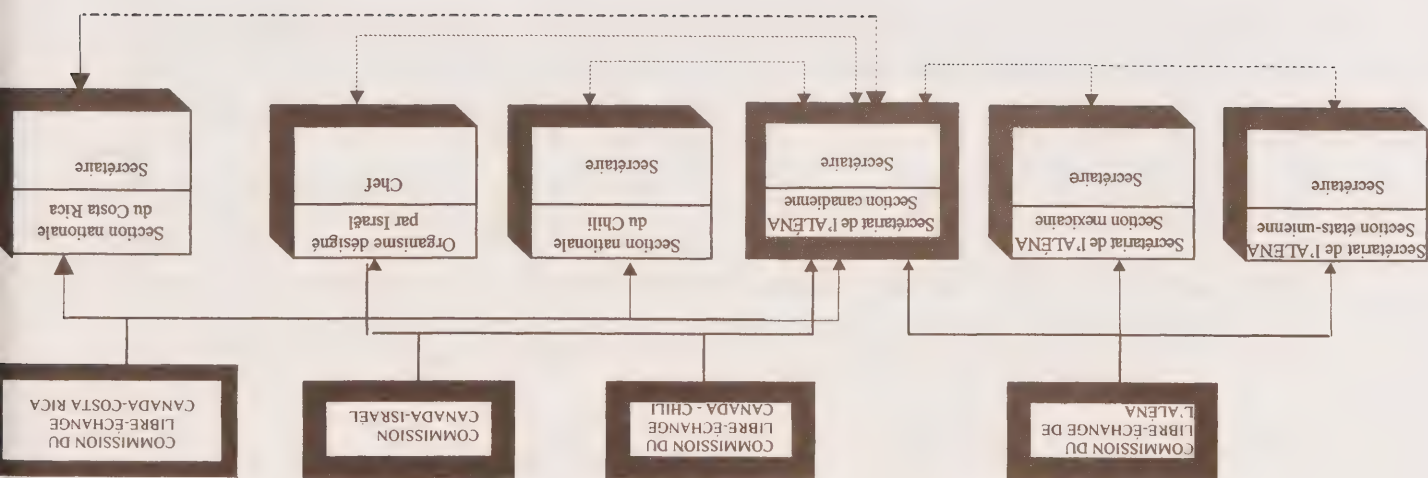 COMMISSION DU
LIBRE-ÉCHANGE DE
L'ALENA
COMMISSION DU
LIBRE-ÉCHANGE
CANADA - CHILI
COMMISSION
CANADA-ISRAËL
COMMISSION DU
LIBRE-ÉCHANGE
CANADA-COSTA RICA
Secrétariat de l'ALÉNA
Section états-unienne
Secrétaire
Secrétariat de l'ALÉNA
Section mexicaine
Secrétaire
Secrétariat de l'ALÉNA
Section canadienne
Secrétaire
Section nationale
du Chili
Secrétaire
Organisme désigné
par Israël
Chef
Section nationale
du Costa Rica
Secrétaire